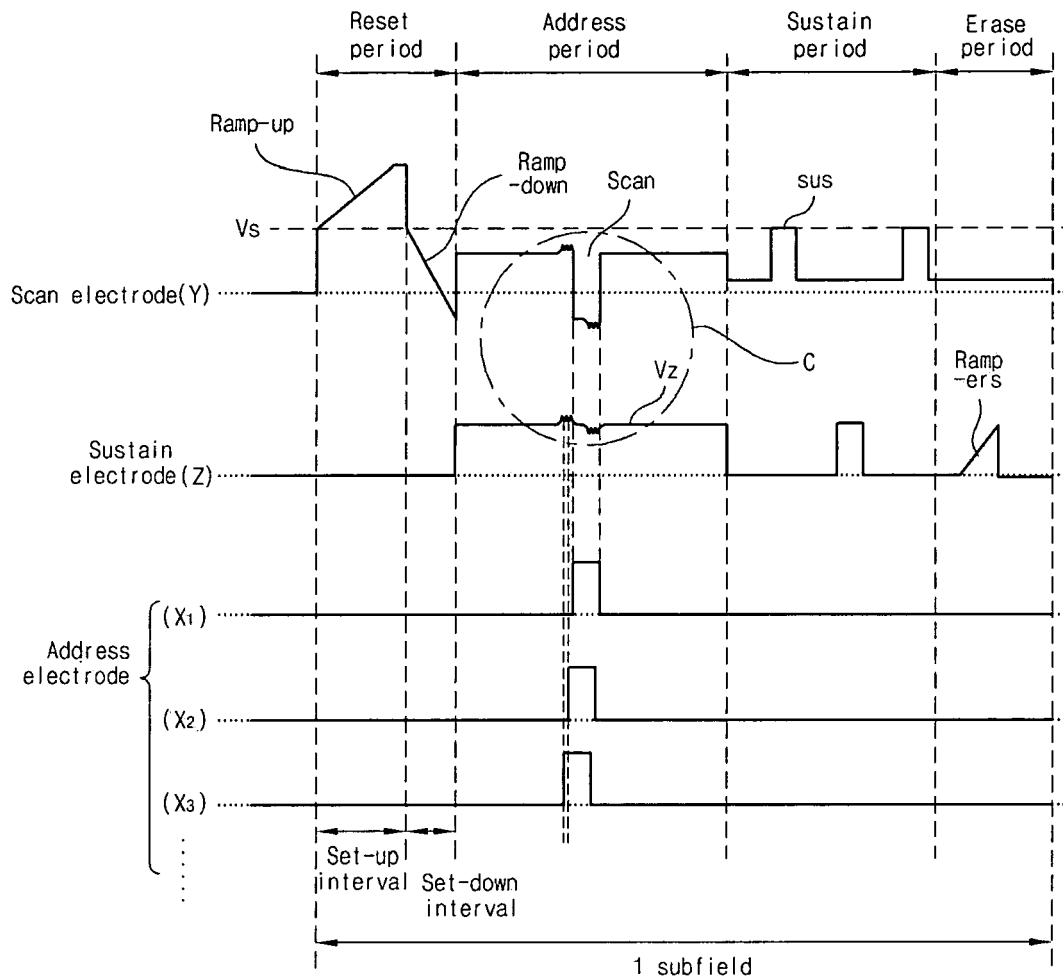 Reset
period
Address
period
Sustain
period
Erase
period
Ramp-up
Ramp
-down
Scan
sus
Vs
Scan electrode(Y)
C
Vz
Ramp
-ers
Sustain
electrode(Z)
(X1)
Address
electrode
(X2)
(X3)
Set-up
interval
Set-down
interval
1 subfield